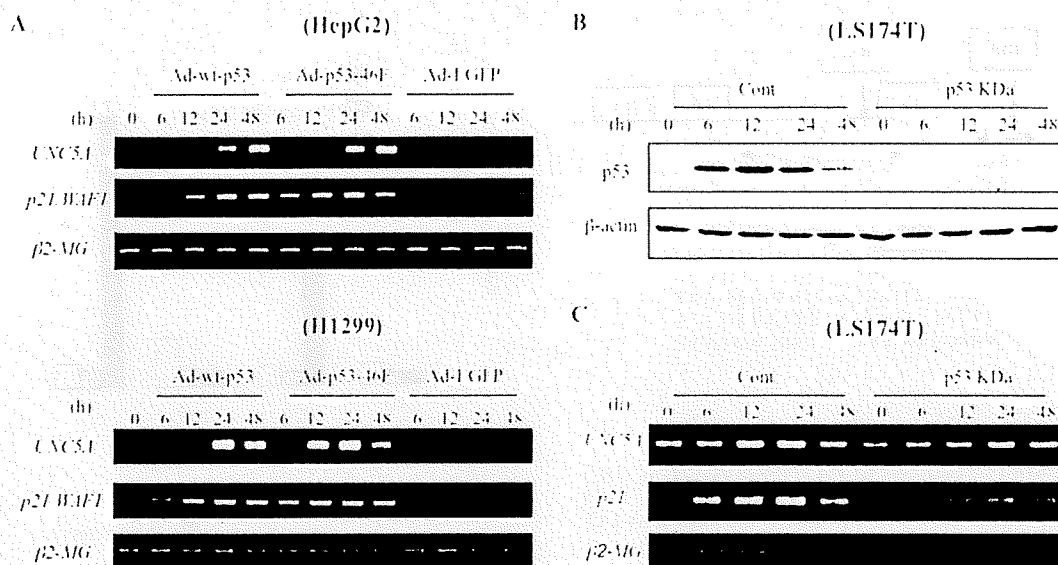 A
(HepG2)
Ad-wt-p53 Ad-p53-46F Ad-EGFP
(h) 0 6 12 24 48 6 12 24 48 6 12 24 48
UNC5A
p21/WAF1
β2-MG
(H1299)
Ad-wt-p53 Ad-p53-46F Ad-EGFP
(h) 0 6 12 24 48 6 12 24 48 6 12 24 48
UNC5A
p21/WAF1
β2-MG
B
(LS174T)
Cont p53 KDa
(h) 0 6 12 24 48 0 6 12 24 48
p53
β-actin
C
(LS174T)
Cont p53 KDa
(h) 0 6 12 24 48 0 6 12 24 48
UNC5A
p21
β2-MG